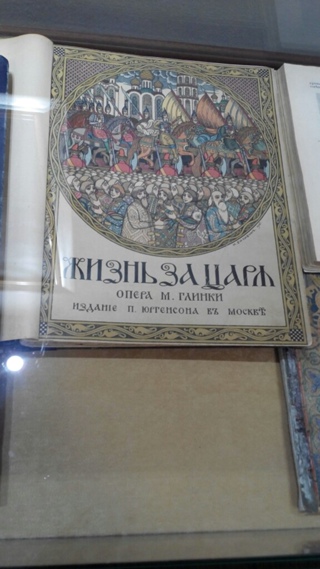 ЖИЗНЬ ЗА ЦАРЯ
ОПЕРА М. ГЛИНКИ
ИЗДАНІЕ П. ЮРГЕНСОНА ВЪ МОСКВѢ